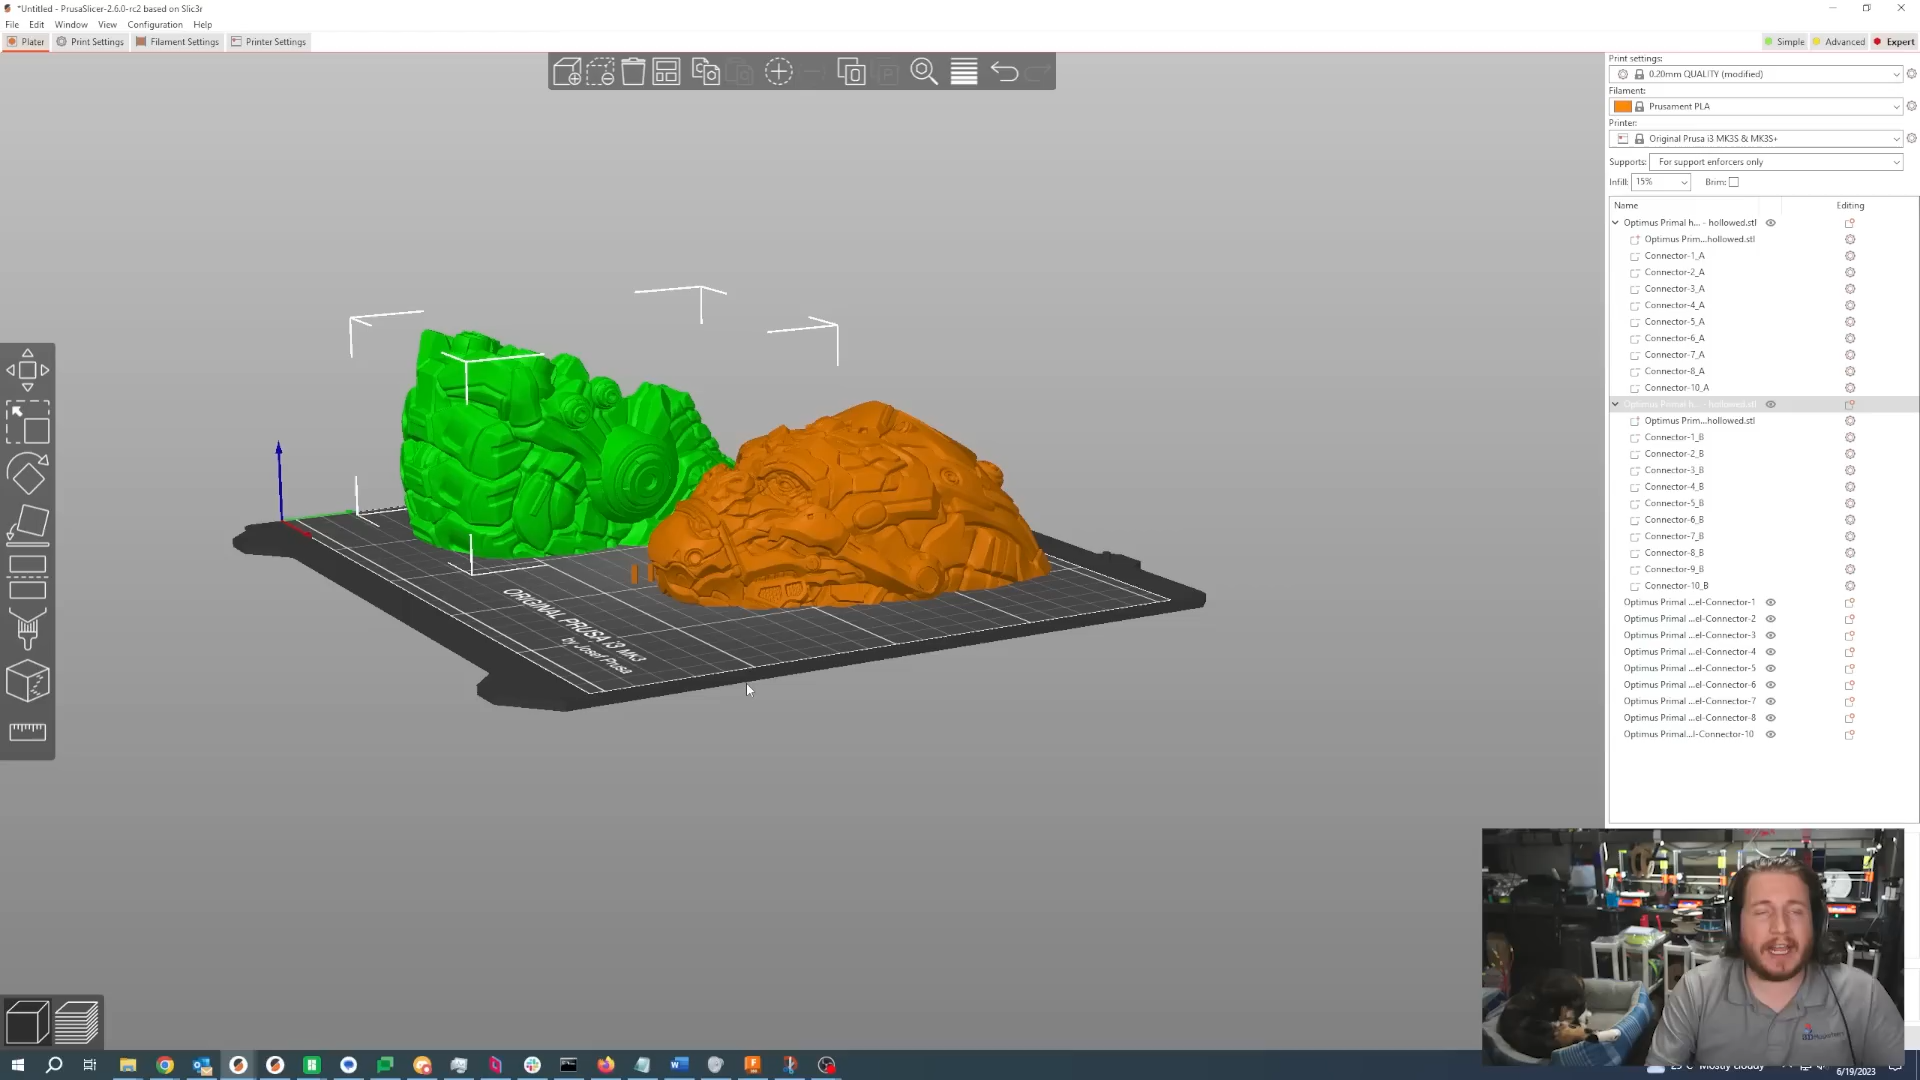 *Untitled - PrusaSlicer-2.6.0-rc2 based on Slic3r
File Edit Window View Configuration Help
Plater Print Settings Filament Settings Printer Settings
Simple Advanced Expert
Print settings:
0.20mm QUALITY (modified)
Filament:
Prusament PLA
Printer:
Original Prusa i3 MK3S & MK3S+
Supports: For support enforcers only
Infill: 15% Brim:
Name Editing
Optimus Primal h... - hollowed.stl
Optimus Prim...hollowed.stl
Connector-1_A
Connector-2_A
Connector-3_A
Connector-4_A
Connector-5_A
Connector-6_A
Connector-7_A
Connector-8_A
Connector-10_A
Optimus Primal h... - hollowed.stl
Optimus Prim...hollowed.stl
Connector-1_B
Connector-2_B
Connector-3_B
Connector-4_B
Connector-5_B
Connector-6_B
Connector-7_B
Connector-8_B
Connector-9_B
Connector-10_B
Optimus Primal ...el-Connector-1
Optimus Primal ...el-Connector-2
Optimus Primal ...el-Connector-3
Optimus Primal ...el-Connector-4
Optimus Primal ...el-Connector-5
Optimus Primal ...el-Connector-6
Optimus Primal ...el-Connector-7
Optimus Primal ...el-Connector-8
Optimus Primal...l-Connector-10
ORIGINAL PRUSA i3 MK3
by Josef Prusa
Mostly cloudy
6/19/2023